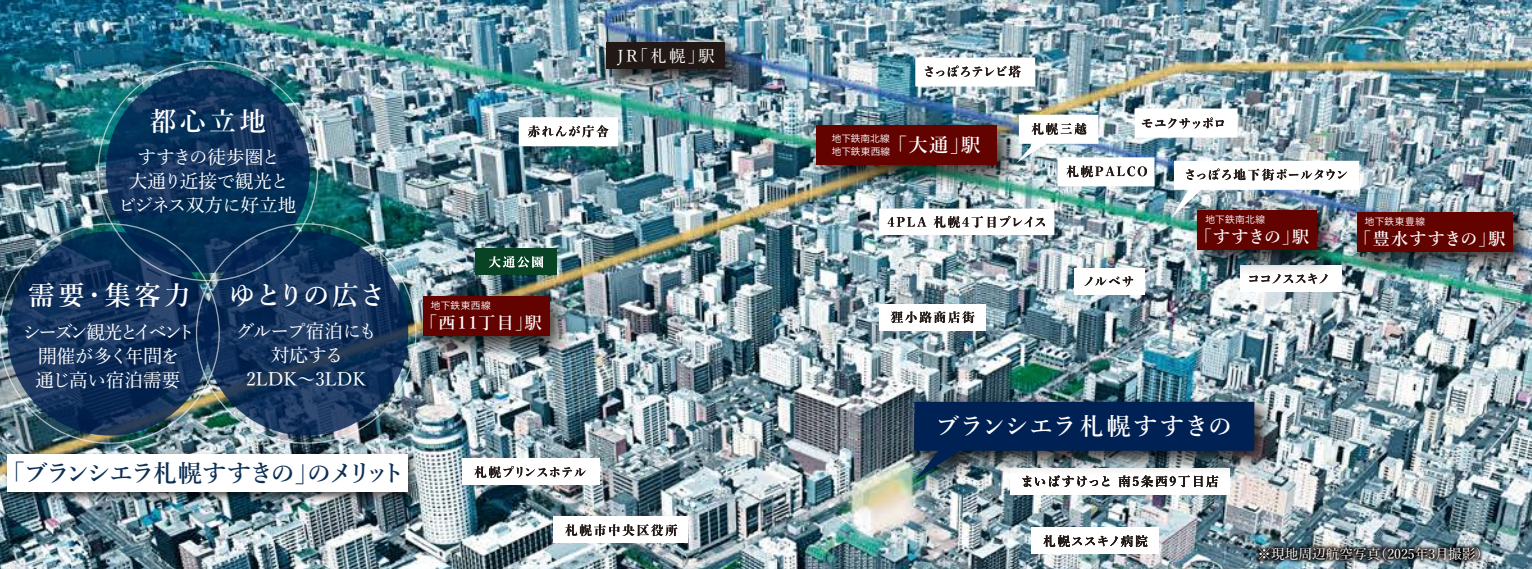 都心立地
すすきの徒歩圏と
大通り近接で観光と
ビジネス双方に好立地
需要・集客力
シーズン観光とイベント
開催が多く年間を
通じ高い宿泊需要
ゆとりの広さ
グループ宿泊にも
対応する
2LDK〜3LDK
「ブランシエラ札幌すすきの」のメリット
JR「札幌」駅
さっぽろテレビ塔
赤れんが庁舎
地下鉄南北線
地下鉄東西線
「大通」駅
札幌三越
モユクサッポロ
札幌PALCO
さっぽろ地下街ポールタウン
4PLA 札幌4丁目プレイス
地下鉄南北線
「すすきの」駅
地下鉄東豊線
「豊水すすきの」駅
大通公園
地下鉄東西線
「西11丁目」駅
ノルベサ
ココノススキノ
狸小路商店街
ブランシエラ札幌すすきの
札幌プリンスホテル
まいばすけっと 南5条西9丁目店
札幌市中央区役所
札幌ススキノ病院
※現地周辺航空写真（2025年3月撮影）